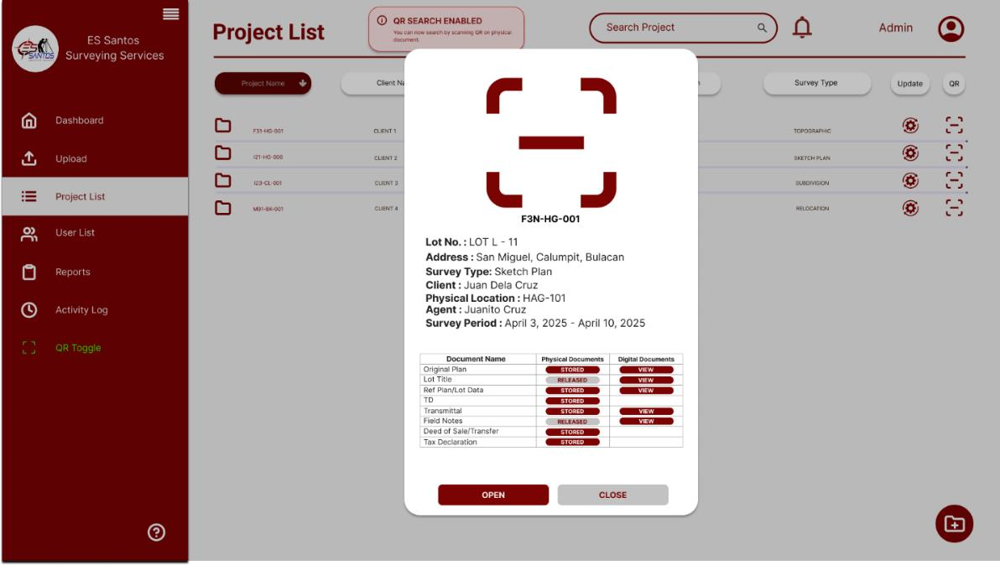 ES SANTOS
ES Santos
Surveying Services
Dashboard
Upload
Project List
User List
Reports
Activity Log
QR Toggle
Project List
QR SEARCH ENABLED
You can now search by scanning QR on physical
document.
Search Project
Admin
Project Name
Client Na
n
Survey Type
Update
QR
F31-HG-001
CLIENT 1
TOPOGRAPHIC
I21-HG-006
CLIENT 2
SKETCH PLAN
I23-CL-001
CLIENT 3
SUBDIVISION
M91-BK-001
CLIENT 4
RELOCATION
F3N-HG-001
Lot No. : LOT L - 11
Address : San Miguel, Calumpit, Bulacan
Survey Type: Sketch Plan
Client : Juan Dela Cruz
Physical Location : HAG-101
Agent : Juanito Cruz
Survey Period : April 3, 2025 - April 10, 2025
Document Name Physical Documents Digital Documents
Original Plan STORED VIEW
Lot Title RELEASED VIEW
Ref Plan/Lot Data STORED VIEW
TD STORED
Transmittal STORED VIEW
Field Notes RELEASED VIEW
Deed of Sale/Transfer STORED
Tax Declaration STORED
OPEN
CLOSE